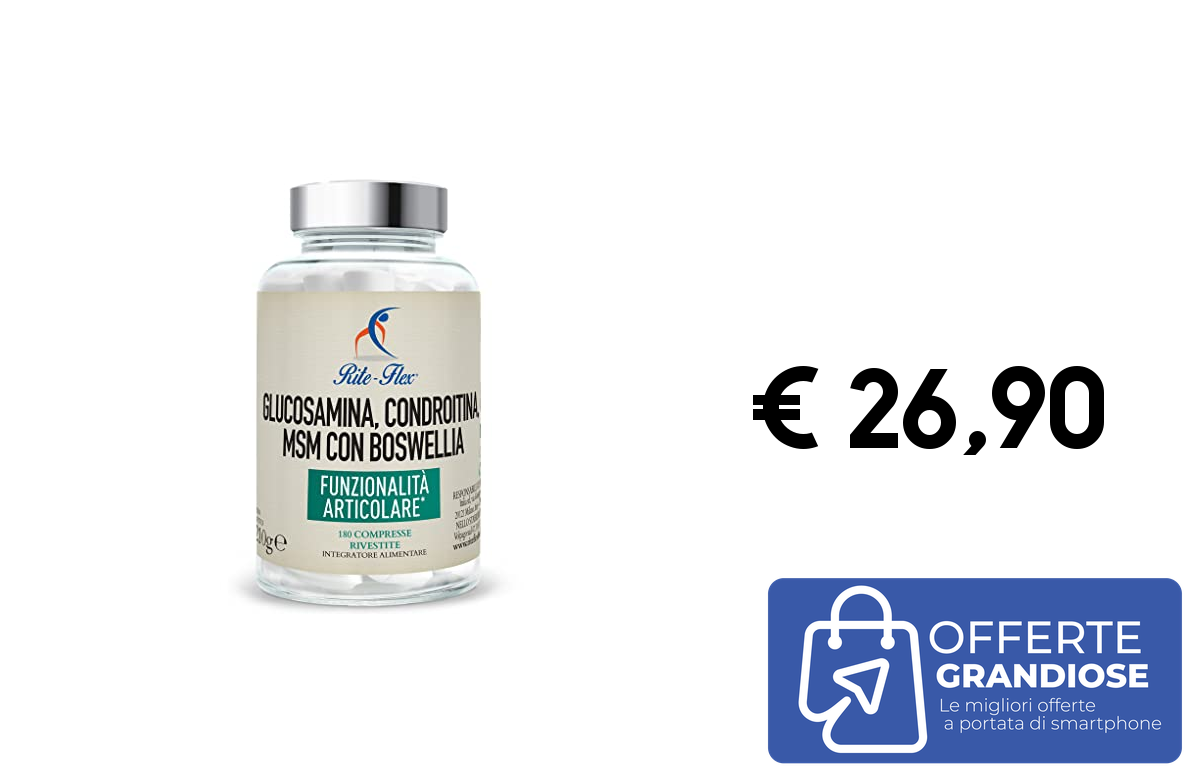 Rite-Flex
GLUCOSAMINA, CONDROITINA,
MSM CON BOSWELLIA
FUNZIONALITÀ
ARTICOLARE*
180 COMPRESSE
RIVESTITE
INTEGRATORE ALIMENTARE
€ 26,90
OFFERTE
GRANDIOSE
Le migliori offerte
a portata di smartphone